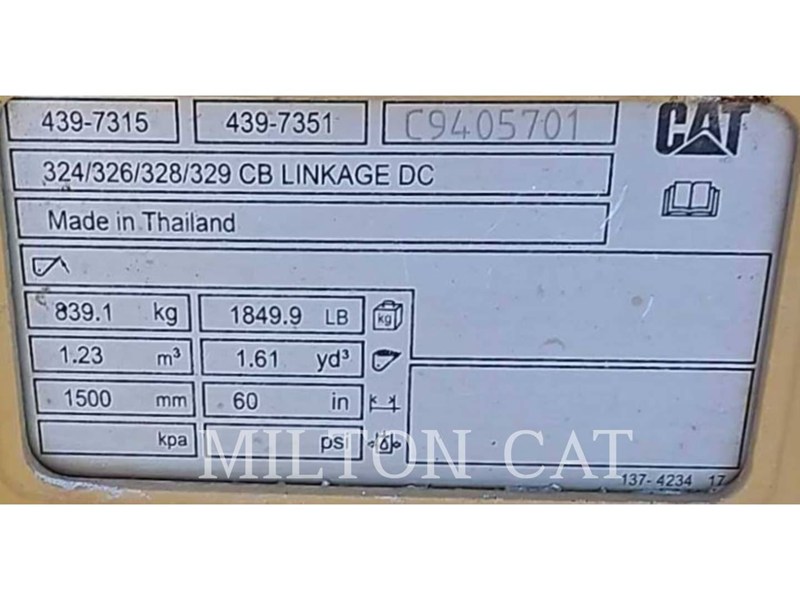 439-7315 439-7351 C9405701 CAT
324/326/328/329 CB LINKAGE DC
Made in Thailand
839.1 kg 1849.9 LB kg
1.23 m³ 1.61 yd³
1500 mm 60 in
kpa psi
MILTON CAT
137-4234 17